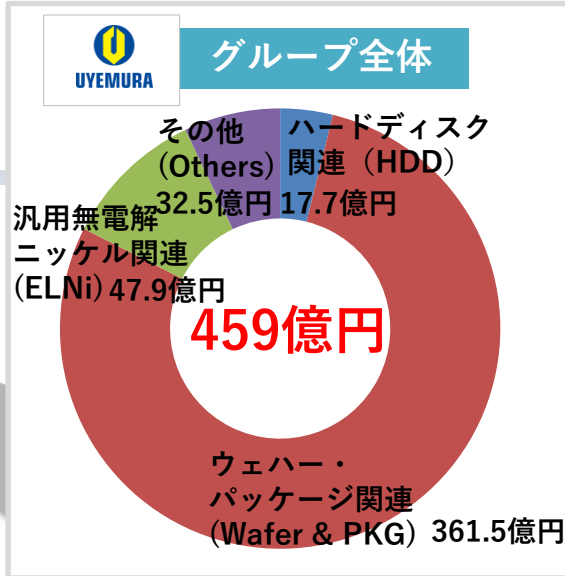 UYEMURA
グループ全体
その他
(Others)
32.5億円
ハードディスク
関連（HDD）
17.7億円
汎用無電解
ニッケル関連
(ELNi) 47.9億円
459億円
ウェハー・
パッケージ関連
(Wafer & PKG) 361.5億円